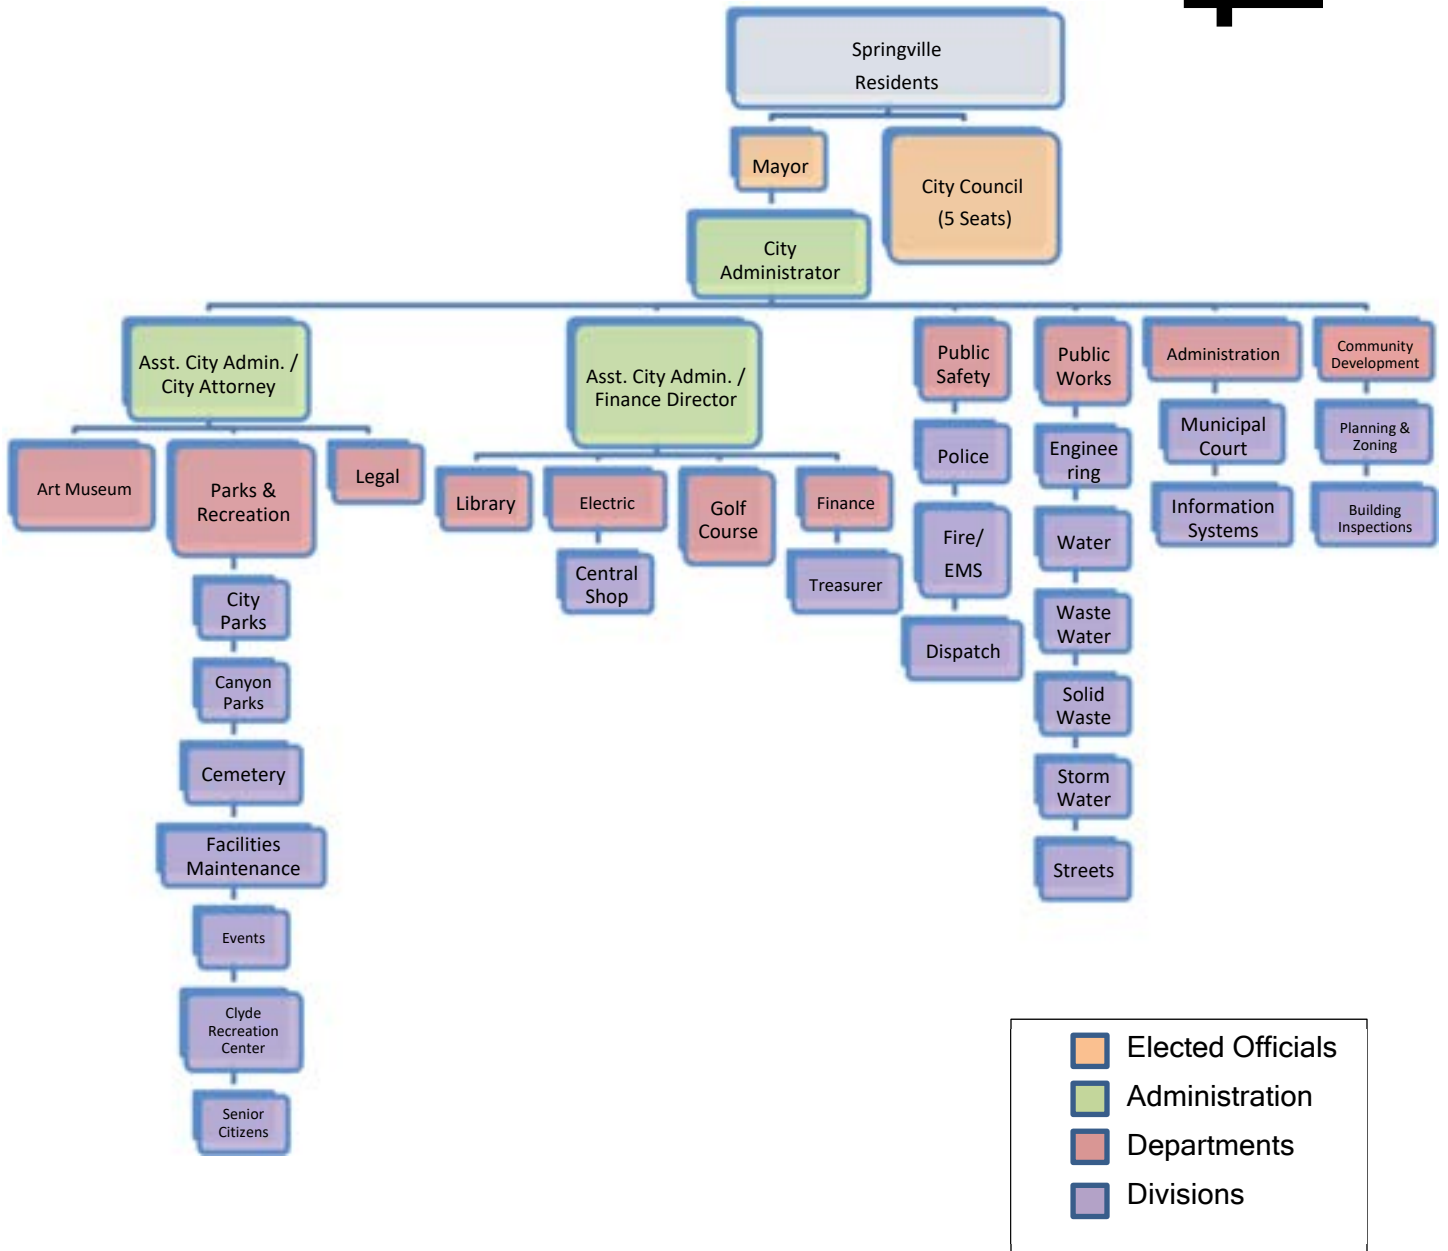 Springville
Residents
Mayor
City Council
(5 Seats)
City
Administrator
Asst. City Admin. /
City Attorney
Asst. City Admin. /
Finance Director
Public
Safety
Public
Works
Administration
Community
Development
Art Museum
Parks &
Recreation
Legal
Library
Electric
Golf
Course
Finance
Police
Enginee
ring
Municipal
Court
Planning &
Zoning
City
Parks
Central
Shop
Treasurer
Fire/
EMS
Water
Information
Systems
Building
Inspections
Canyon
Parks
Dispatch
Waste
Water
Cemetery
Solid
Waste
Facilities
Maintenance
Storm
Water
Events
Streets
Clyde
Recreation
Center
Senior
Citizens
Elected Officials
Administration
Departments
Divisions